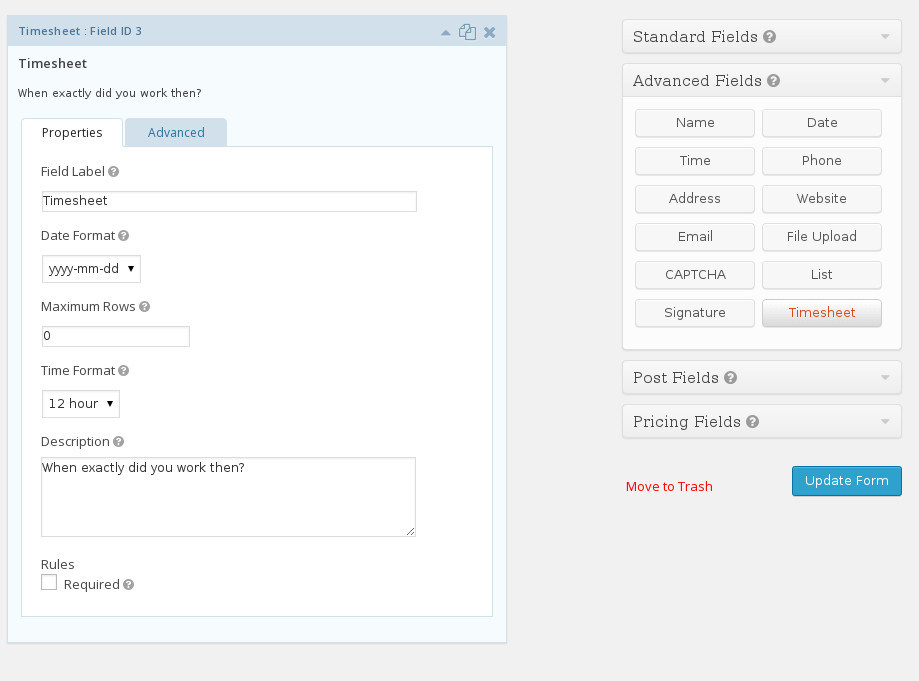 Timesheet : Field ID 3
Timesheet
When exactly did you work then?
Properties
Advanced
Field Label
Timesheet
Date Format
yyyy-mm-dd
Maximum Rows
0
Time Format
12 hour
Description
When exactly did you work then?
Rules
Required
Standard Fields
Advanced Fields
Name
Date
Time
Phone
Address
Website
Email
File Upload
CAPTCHA
List
Signature
Timesheet
Post Fields
Pricing Fields
Move to Trash
Update Form